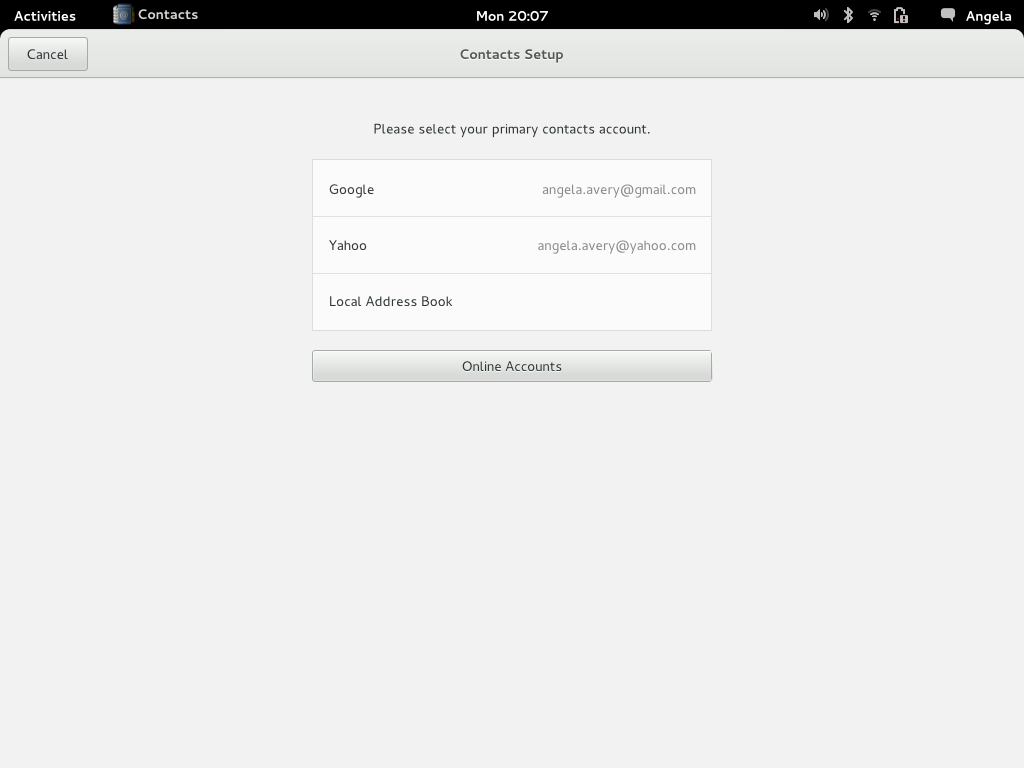 Activities Contacts Mon 20:07 Angela
Cancel Contacts Setup
Please select your primary contacts account.
Google angela.avery@gmail.com
Yahoo angela.avery@yahoo.com
Local Address Book
Online Accounts